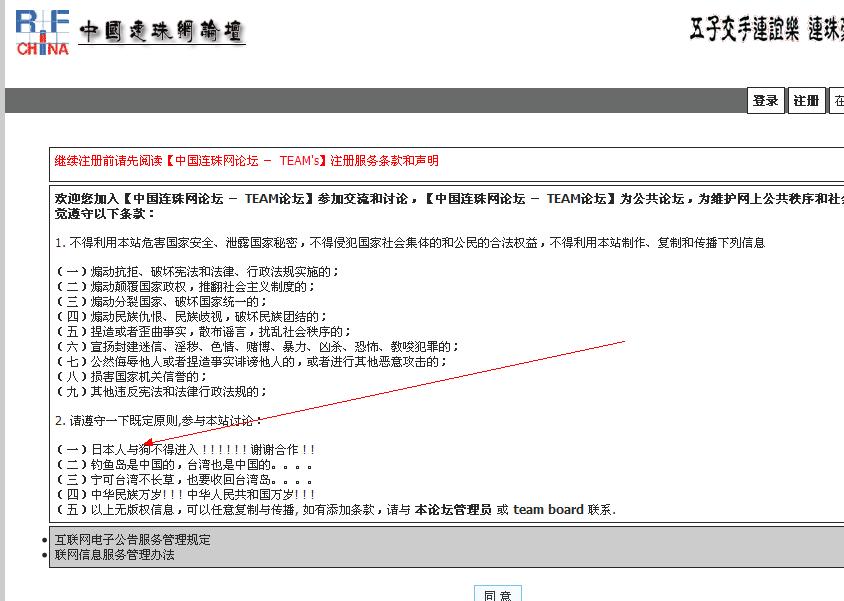 RIF
CHINA
中國連珠網論壇
五子交手連誼樂 連珠
登录 注册 在
继续注册前请先阅读【中国连珠网论坛 － TEAM's】注册服务条款和声明
欢迎您加入【中国连珠网论坛 － TEAM论坛】参加交流和讨论，【中国连珠网论坛 － TEAM论坛】为公共论坛，为维护网上公共秩序和社会
觉遵守以下条款：
1. 不得利用本站危害国家安全、泄露国家秘密，不得侵犯国家社会集体的和公民的合法权益，不得利用本站制作、复制和传播下列信息
（一）煽动抗拒、破坏宪法和法律、行政法规实施的；
（二）煽动颠覆国家政权，推翻社会主义制度的；
（三）煽动分裂国家、破坏国家统一的；
（四）煽动民族仇恨、民族歧视，破坏民族团结的；
（五）捏造或者歪曲事实，散布谣言，扰乱社会秩序的；
（六）宣扬封建迷信、淫秽、色情、赌博、暴力、凶杀、恐怖、教唆犯罪的；
（七）公然侮辱他人或者捏造事实诽谤他人的，或者进行其他恶意攻击的；
（八）损害国家机关信誉的；
（九）其他违反宪法和法律行政法规的；
2. 请遵守一下既定原则,参与本站讨论：
（一）日本人与狗不得进入！！！！！！谢谢合作！！
（二）钓鱼岛是中国的，台湾也是中国的。。。。
（三）宁可台湾不长草，也要收回台湾岛。。。。
（四）中华民族万岁!！！中华人民共和国万岁!！！
（五）以上无版权信息，可以任意复制与传播, 如有添加条款，请与 本论坛管理员 或 team board 联系.
互联网电子公告服务管理规定
联网信息服务管理办法
同 意